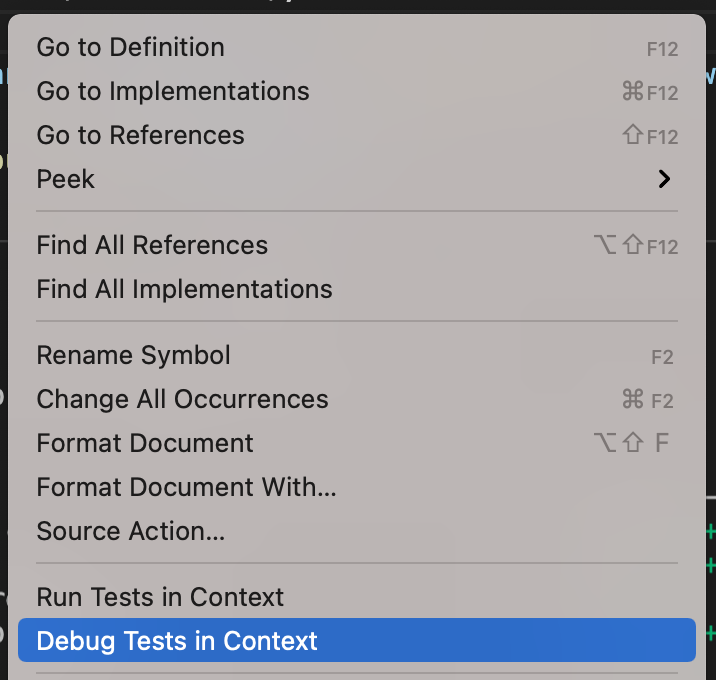 Go to Definition F12
Go to Implementations ⌘F12
Go to References ⇧F12
Peek
Find All References ⌥⇧F12
Find All Implementations
Rename Symbol F2
Change All Occurrences ⌘ F2
Format Document ⌥⇧ F
Format Document With...
Source Action...
Run Tests in Context
Debug Tests in Context